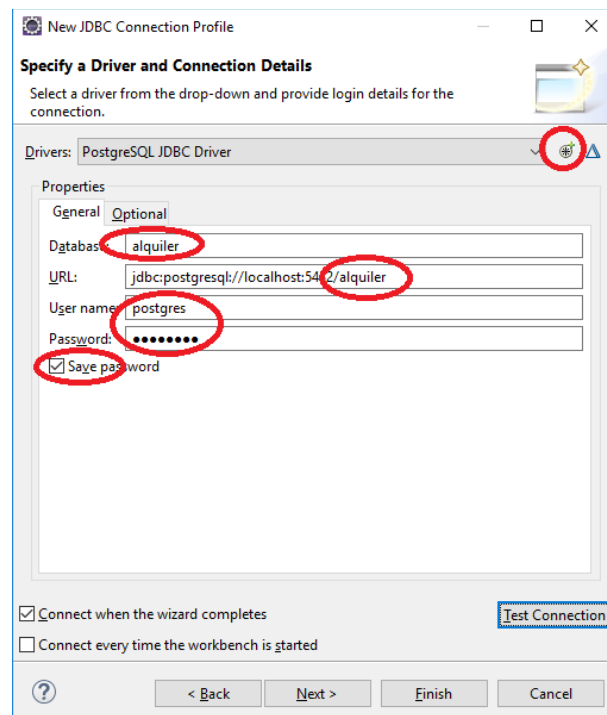 New JDBC Connection Profile
Specify a Driver and Connection Details
Select a driver from the drop-down and provide login details for the
connection.
Drivers: PostgreSQL JDBC Driver
Properties
General Optional
Database: alquiler
URL: jdbc:postgresql://localhost:5432/alquiler
User name: postgres
Password: ●●●●●●●●
Save password
Connect when the wizard completes
Test Connection
Connect every time the workbench is started
? < Back Next > Finish Cancel